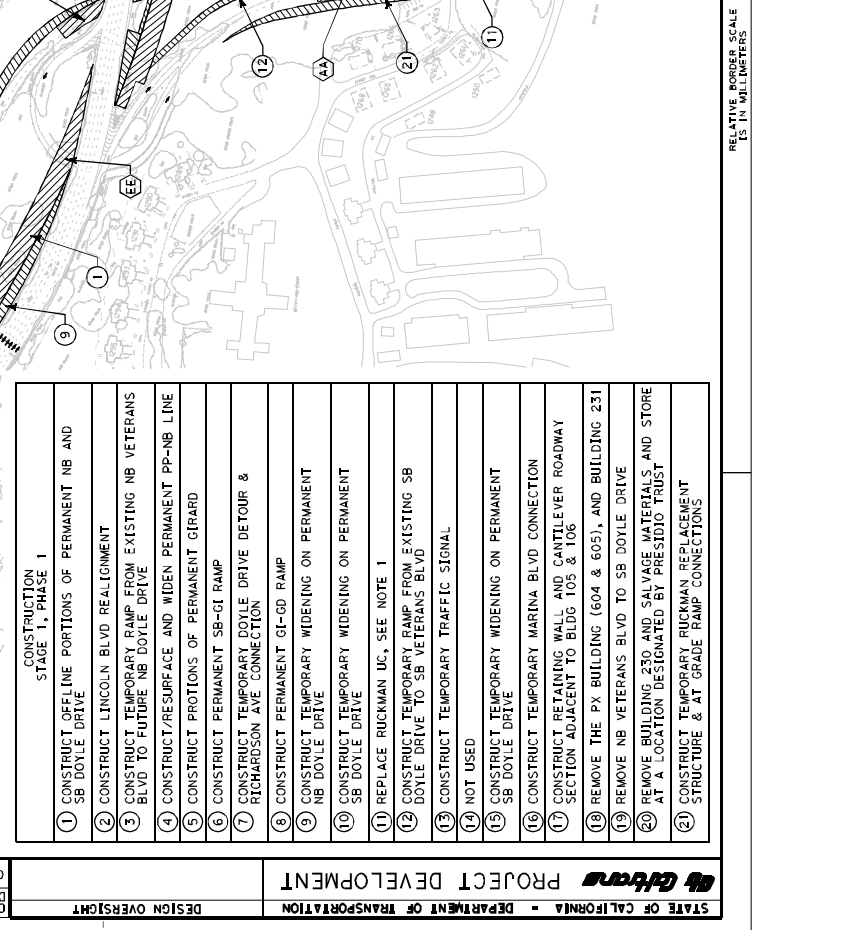 CONSTRUCTION
STAGE 1, PHASE 1
1 CONSTRUCT OFFLINE PORTIONS OF PERMANENT NB AND
SB DOYLE DRIVE
2 CONSTRUCT LINCOLN BLVD REALIGNMENT
3 CONSTRUCT TEMPORARY RAMP FROM EXISTING NB VETERANS
BLVD TO FUTURE NB DOYLE DRIVE
4 CONSTRUCT/RESURFACE AND WIDEN PERMANENT PP-NB LINE
5 CONSTRUCT PROTIONS OF PERMANENT GIRARD
6 CONSTRUCT PERMANENT SB-GI RAMP
7 CONSTRUCT TEMPORARY DOYLE DRIVE DETOUR &
RICHARDSON AVE CONNECTION
8 CONSTRUCT PERMANENT GI-GD RAMP
9 CONSTRUCT TEMPORARY WIDENING ON PERMANENT
NB DOYLE DRIVE
10 CONSTRUCT TEMPORARY WIDENING ON PERMANENT
SB DOYLE DRIVE
11 REPLACE RUCKMAN UC, SEE NOTE 1
12 CONSTRUCT TEMPORARY RAMP FROM EXISTING SB
DOYLE DRIVE TO SB VETERANS BLVD
13 CONSTRUCT TEMPORARY TRAFFIC SIGNAL
14 NOT USED
15 CONSTRUCT TEMPORARY WIDENING ON PERMANENT
SB DOYLE DRIVE
16 CONSTRUCT TEMPORARY MARINA BLVD CONNECTION
17 CONSTRUCT RETAINING WALL AND CANTILEVER ROADWAY
SECTION ADJACENT TO BLDG 105 & 106
18 REMOVE THE PX BUILDING (604 & 605), AND BUILDING 231
19 REMOVE NB VETERANS BLVD TO SB DOYLE DRIVE
20 REMOVE BUILDING 230 AND SALVAGE MATERIALS AND STORE
AT A LOCATION DESIGNATED BY PRESIDIO TRUST
21 CONSTRUCT TEMPORARY RUCKMAN REPLACEMENT
STRUCTURE & AT GRADE RAMP CONNECTIONS
9
1
EE
12
AA
21
11
RELATIVE BORDER SCALE
IS IN MILLIMETERS
STATE OF CALIFORNIA - DEPARTMENT OF TRANSPORTATION
Caltrans PROJECT DEVELOPMENT
DESIGN OVERSIGHT